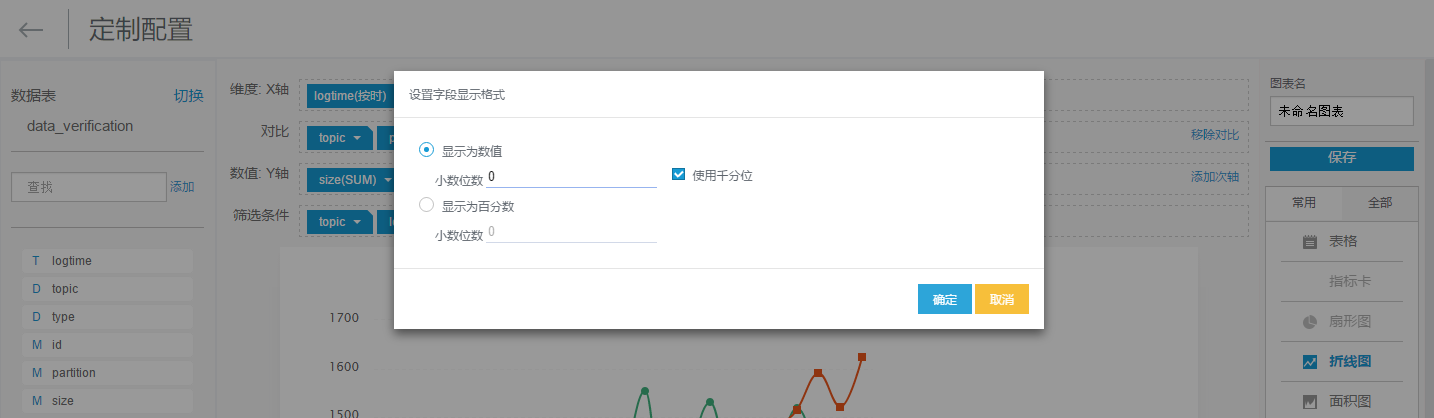 定制配置
数据表 切换
data_verification
查找 添加
T logtime
D topic
D type
M id
M partition
M size
维度: X轴 logtime(按时)
对比 topic 移除对比
数值: Y轴 size(SUM) 添加次轴
筛选条件 topic
设置字段显示格式
显示为数值
小数位数 0 使用千分位
显示为百分数
小数位数 0
确定 取消
1700
1600
1500
图表名
未命名图表
保存
常用 全部
表格
指标卡
扇形图
折线图
面积图